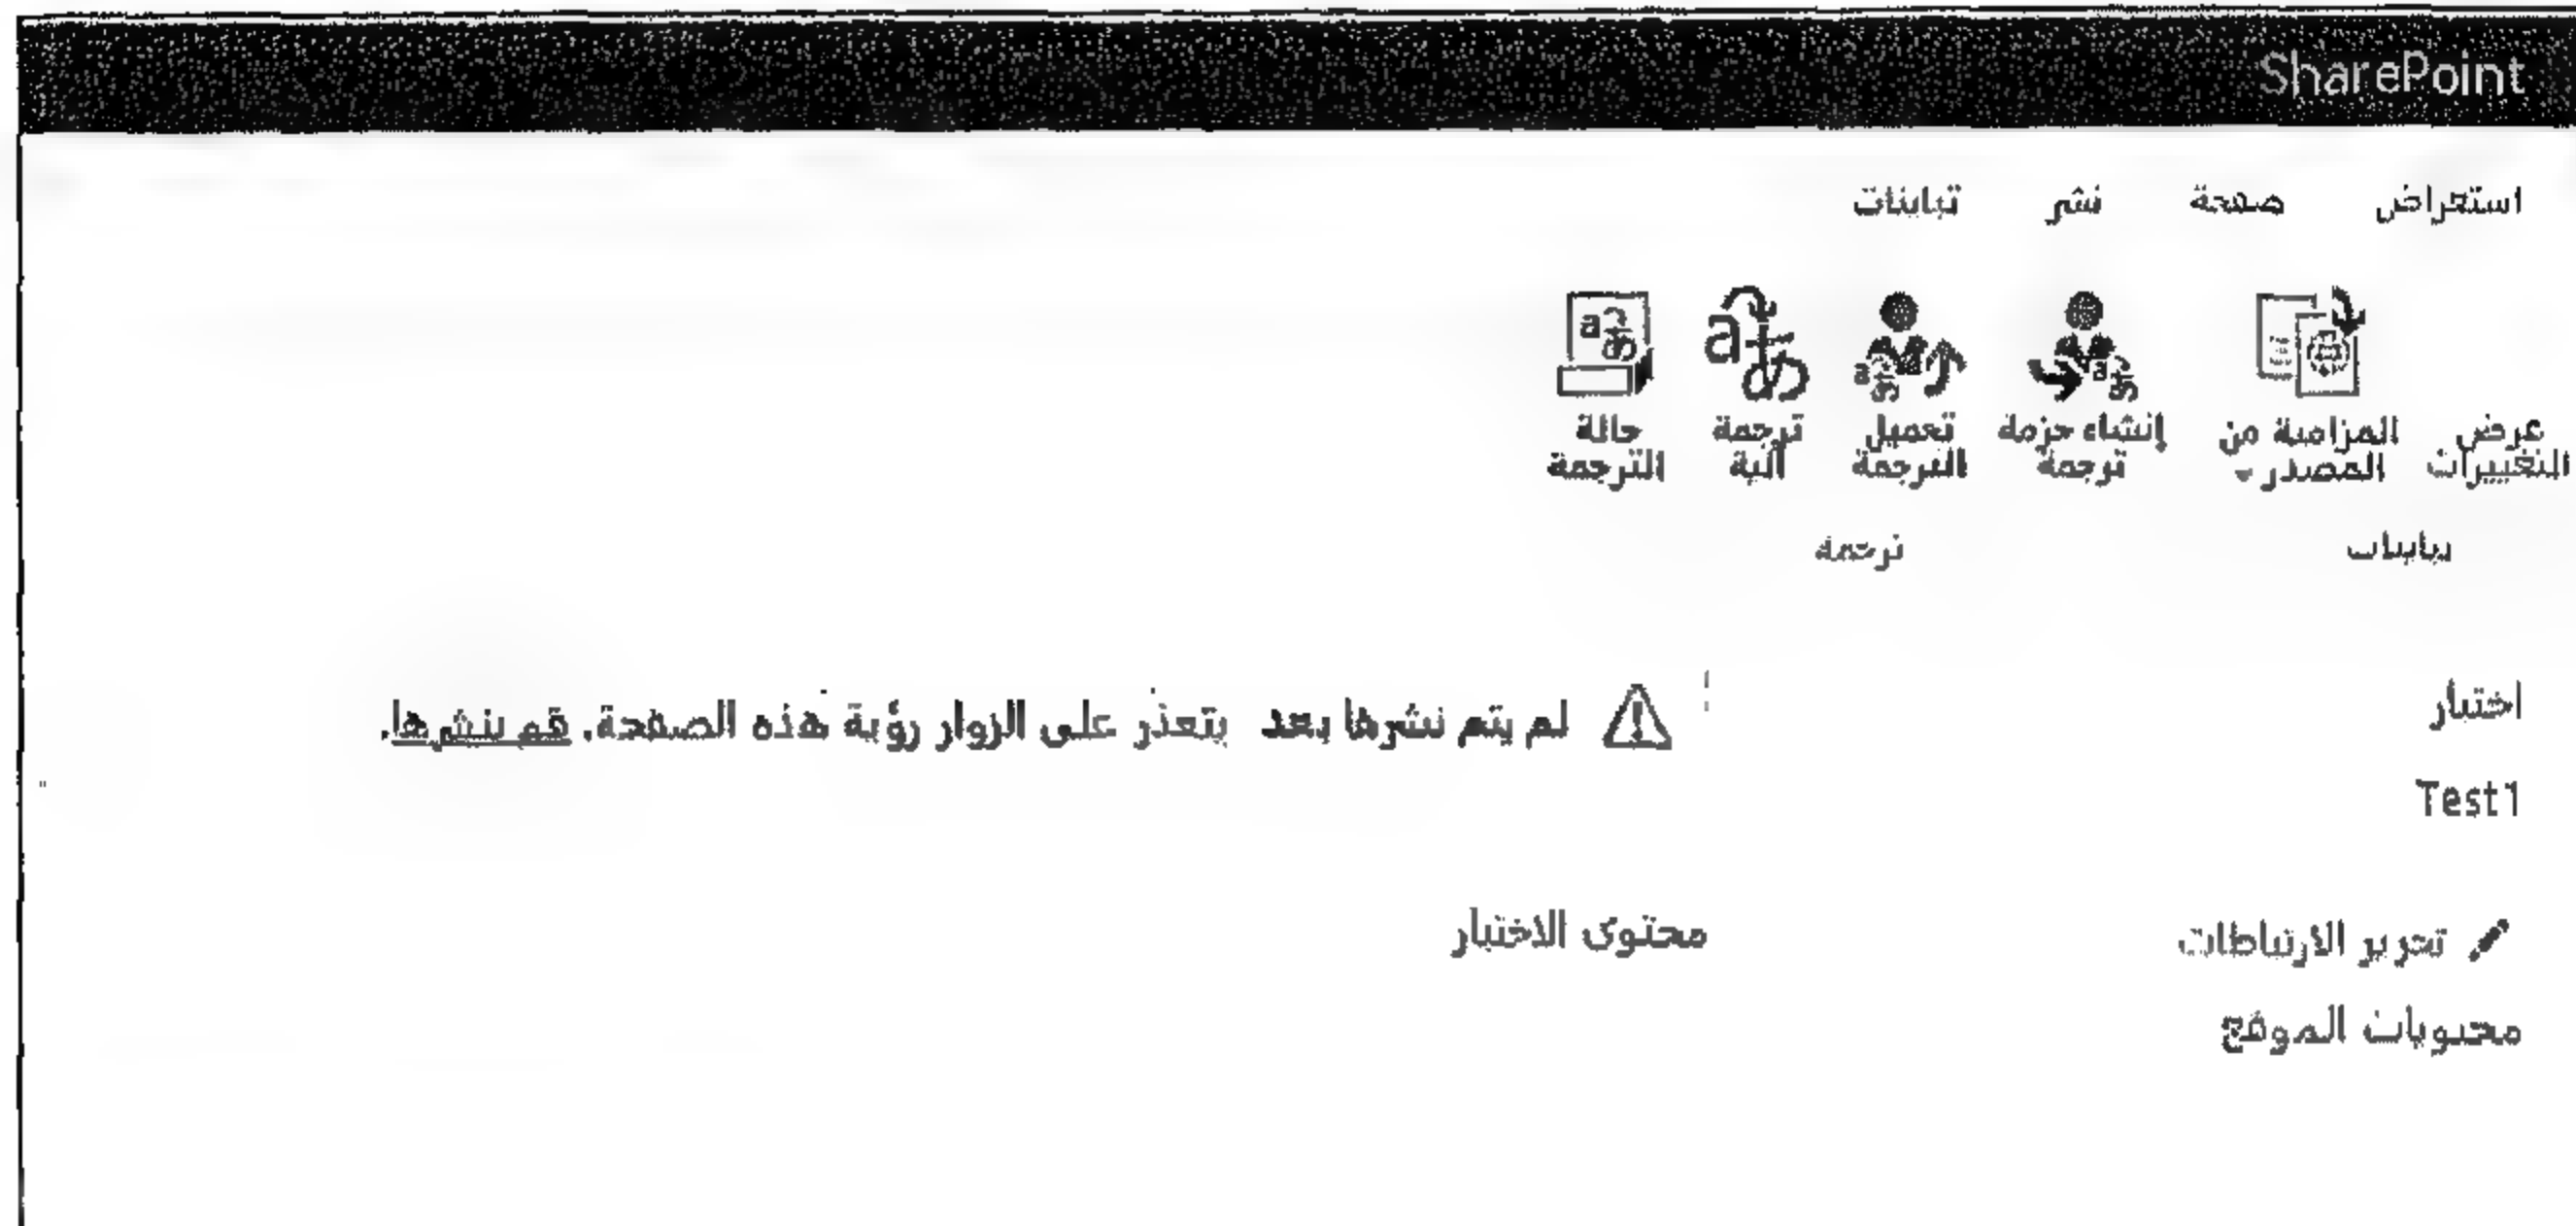 SharePoint
استعراض صفحة نشر تباينات
عرض المزامنة من إنشاء حزمة تحميل ترجمة حالة
التغييرات المصدر ترجمة الترجمة آلية الترجمة
تباينات ترجمة
اختبار
لم يتم نشرها بعد يتعذر على الزوار رؤية هذه الصفحة. قم بنشرها.
Test1
تحرير الارتباطات محتوى الاختبار
محتويات الموقع